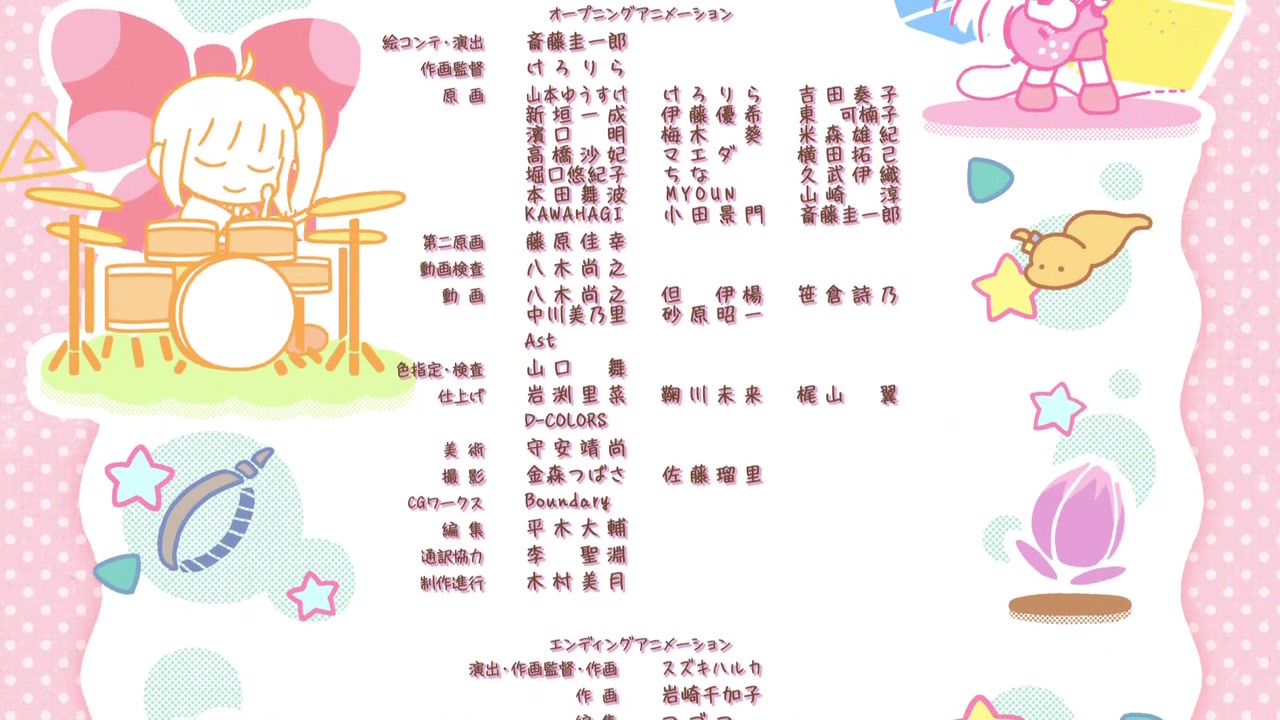 オープニングアニメーション
絵コンテ・演出 斎藤圭一郎
作画監督 けろりら
原画 山本ゆうすけ けろりら 吉田奏子
新垣一成 伊藤優希 東 可楠子
濱口 明 梅木 葵 米森雄紀
高橋沙妃 マエダ 横田拓己
堀口悠紀子 ちな 久武伊織
本田舞波 MYOUN 山崎 淳
KAWAHAGI 小田景門 斎藤圭一郎
第二原画 藤原佳幸
動画検査 八木尚之
動画 八木尚之 但 伊楊 笹倉詩乃
中川美乃里 砂原昭一
Ast
色指定・検査 山口 舞
仕上げ 岩渕里菜 鞠川未来 梶山 翼
D-COLORS
美術 守安靖尚
撮影 金森つばさ 佐藤瑠里
CGワークス Boundary
編集 平木大輔
通訳協力 李 聖淵
制作進行 木村美月
エンディングアニメーション
演出・作画監督・作画 スズキハルカ
作画 岩崎千加子